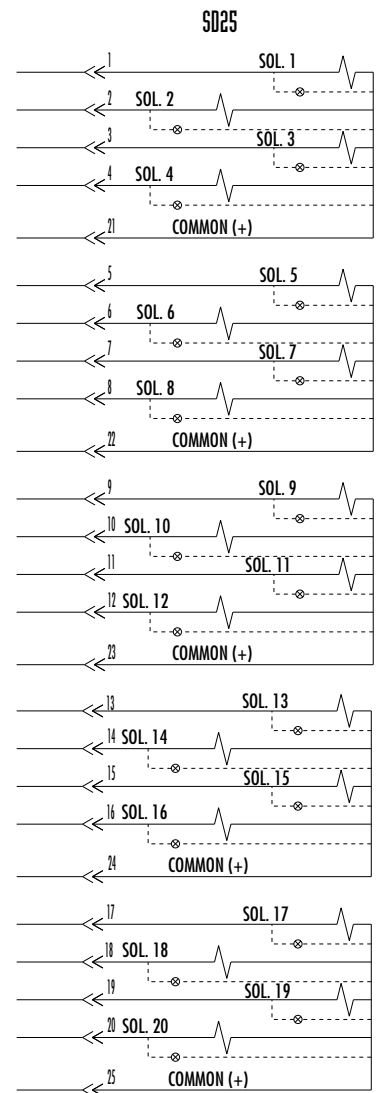 SD25
1 SOL. 1
2 SOL. 2
3 SOL. 3
4 SOL. 4
21 COMMON (+)
5 SOL. 5
6 SOL. 6
7 SOL. 7
8 SOL. 8
22 COMMON (+)
9 SOL. 9
10 SOL. 10
11 SOL. 11
12 SOL. 12
23 COMMON (+)
13 SOL. 13
14 SOL. 14
15 SOL. 15
16 SOL. 16
24 COMMON (+)
17 SOL. 17
18 SOL. 18
19 SOL. 19
20 SOL. 20
25 COMMON (+)